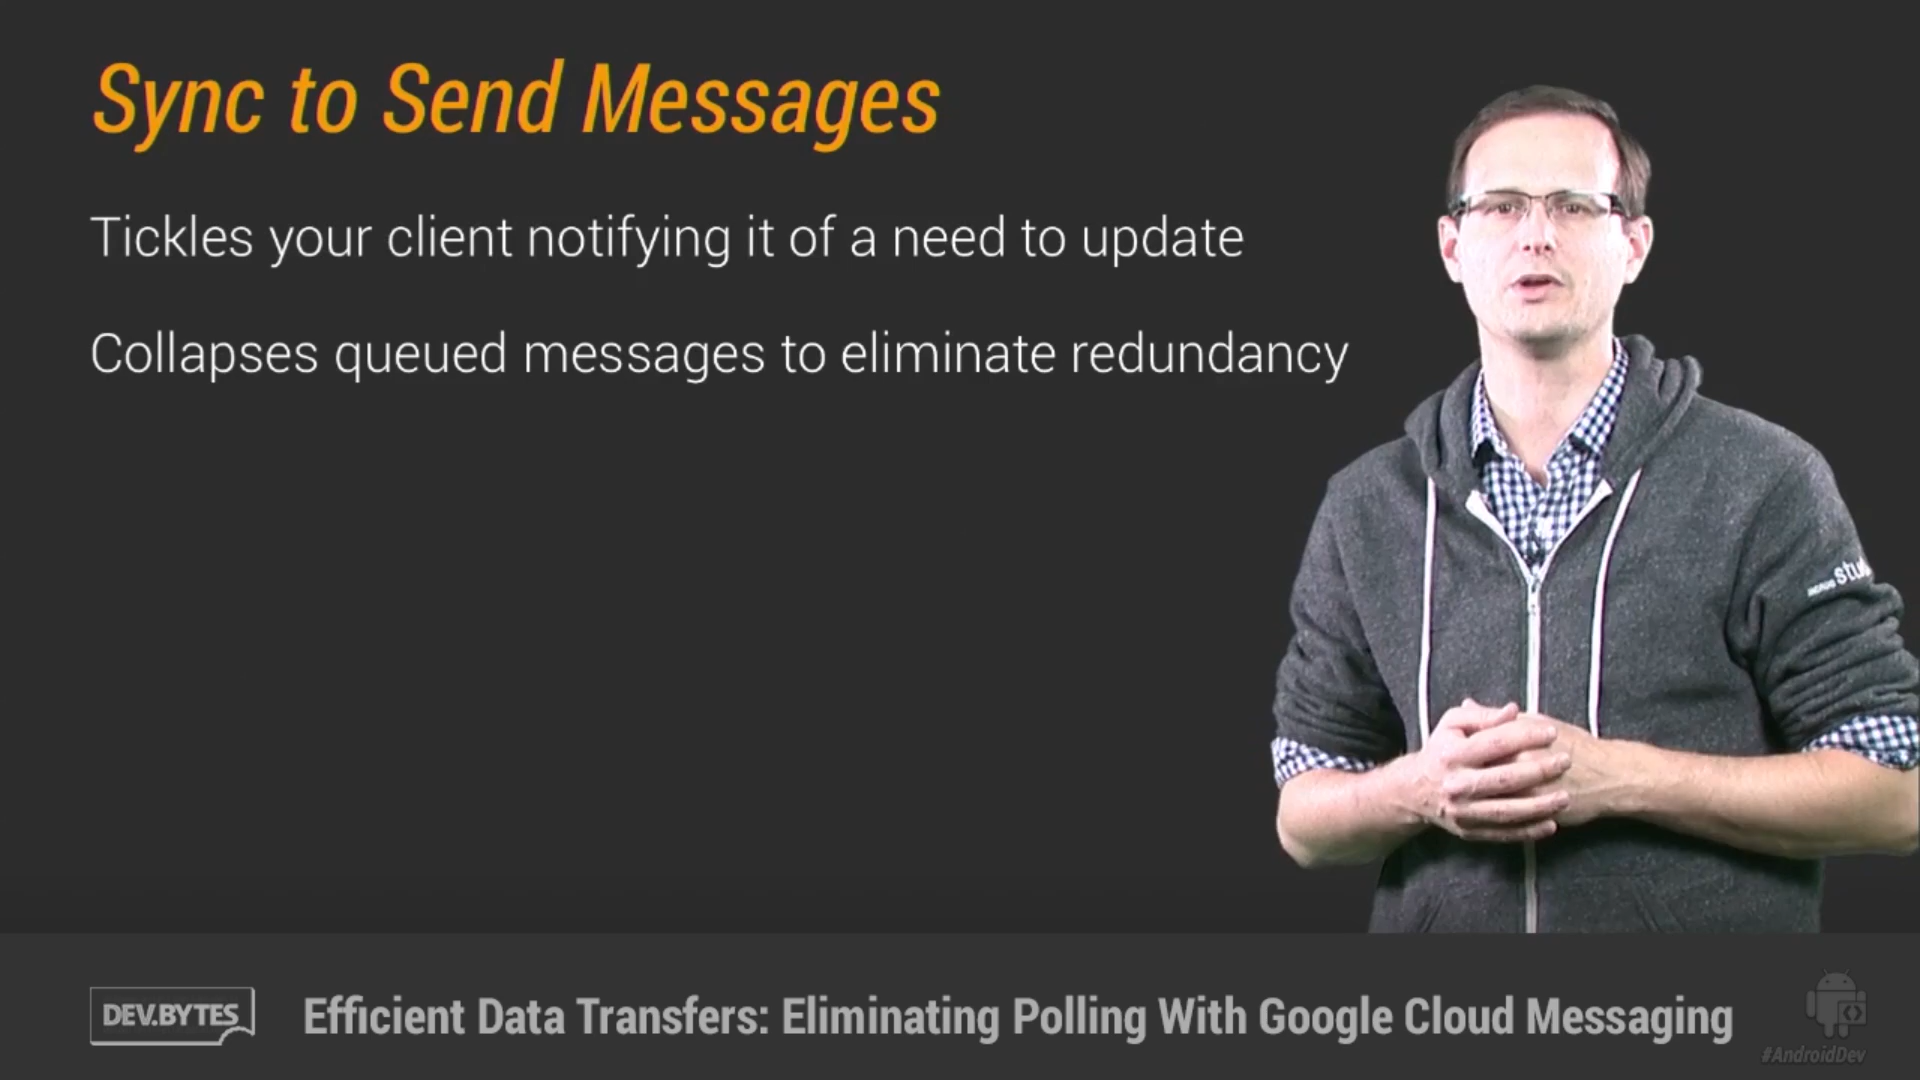 Sync to Send Messages
Tickles your client notifying it of a need to update
Collapses queued messages to eliminate redundancy
DEV.BYTES
Efficient Data Transfers: Eliminating Polling With Google Cloud Messaging
#AndroidDev